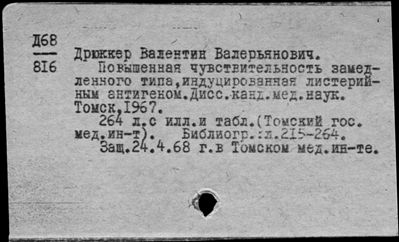 Д68
816
Дрюккер Валентин Валерьянович.
Повышенная чувствительность замед-
ленного типа,индуцированная листерий-
ным антигеном.Дисс.канд.мед.наук.
Томск,1967.
264 л.с илл.и табл.(Томский гос.
мед.ин-т). Библиогр.:л.215-264.
Защ.24.4.68 г.в Томском мед.ин-те.